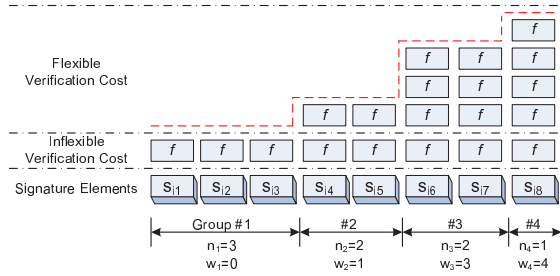 f
Flexible
Verification Cost
f f f
f f f
f f f f f
Inflexible
Verification Cost
f f f f f f f f
Signature Elements
Si1 Si2 Si3 Si4 Si5 Si6 Si7 Si8
Group #1 #2 #3 #4
n1=3 n2=2 n3=2 n4=1
w1=0 w2=1 w3=3 w4=4